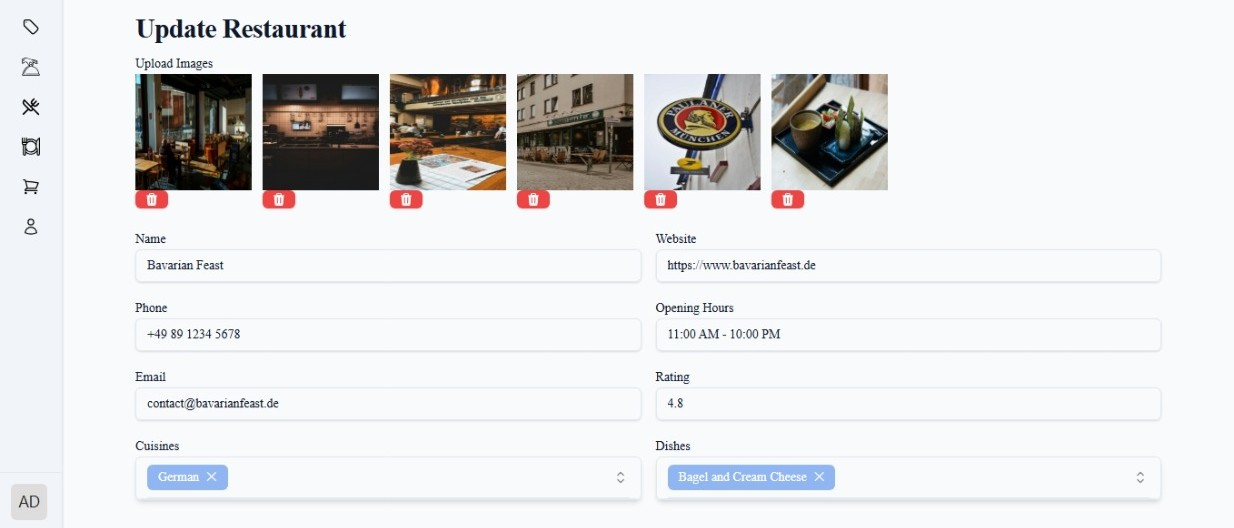 Update Restaurant
Upload Images
PAULANER
MÜNCHEN
Name
Website
Bavarian Feast
https://www.bavarianfeast.de
Phone
Opening Hours
+49 89 1234 5678
11:00 AM - 10:00 PM
Email
Rating
contact@bavarianfeast.de
4.8
Cuisines
Dishes
German
Bagel and Cream Cheese
AD